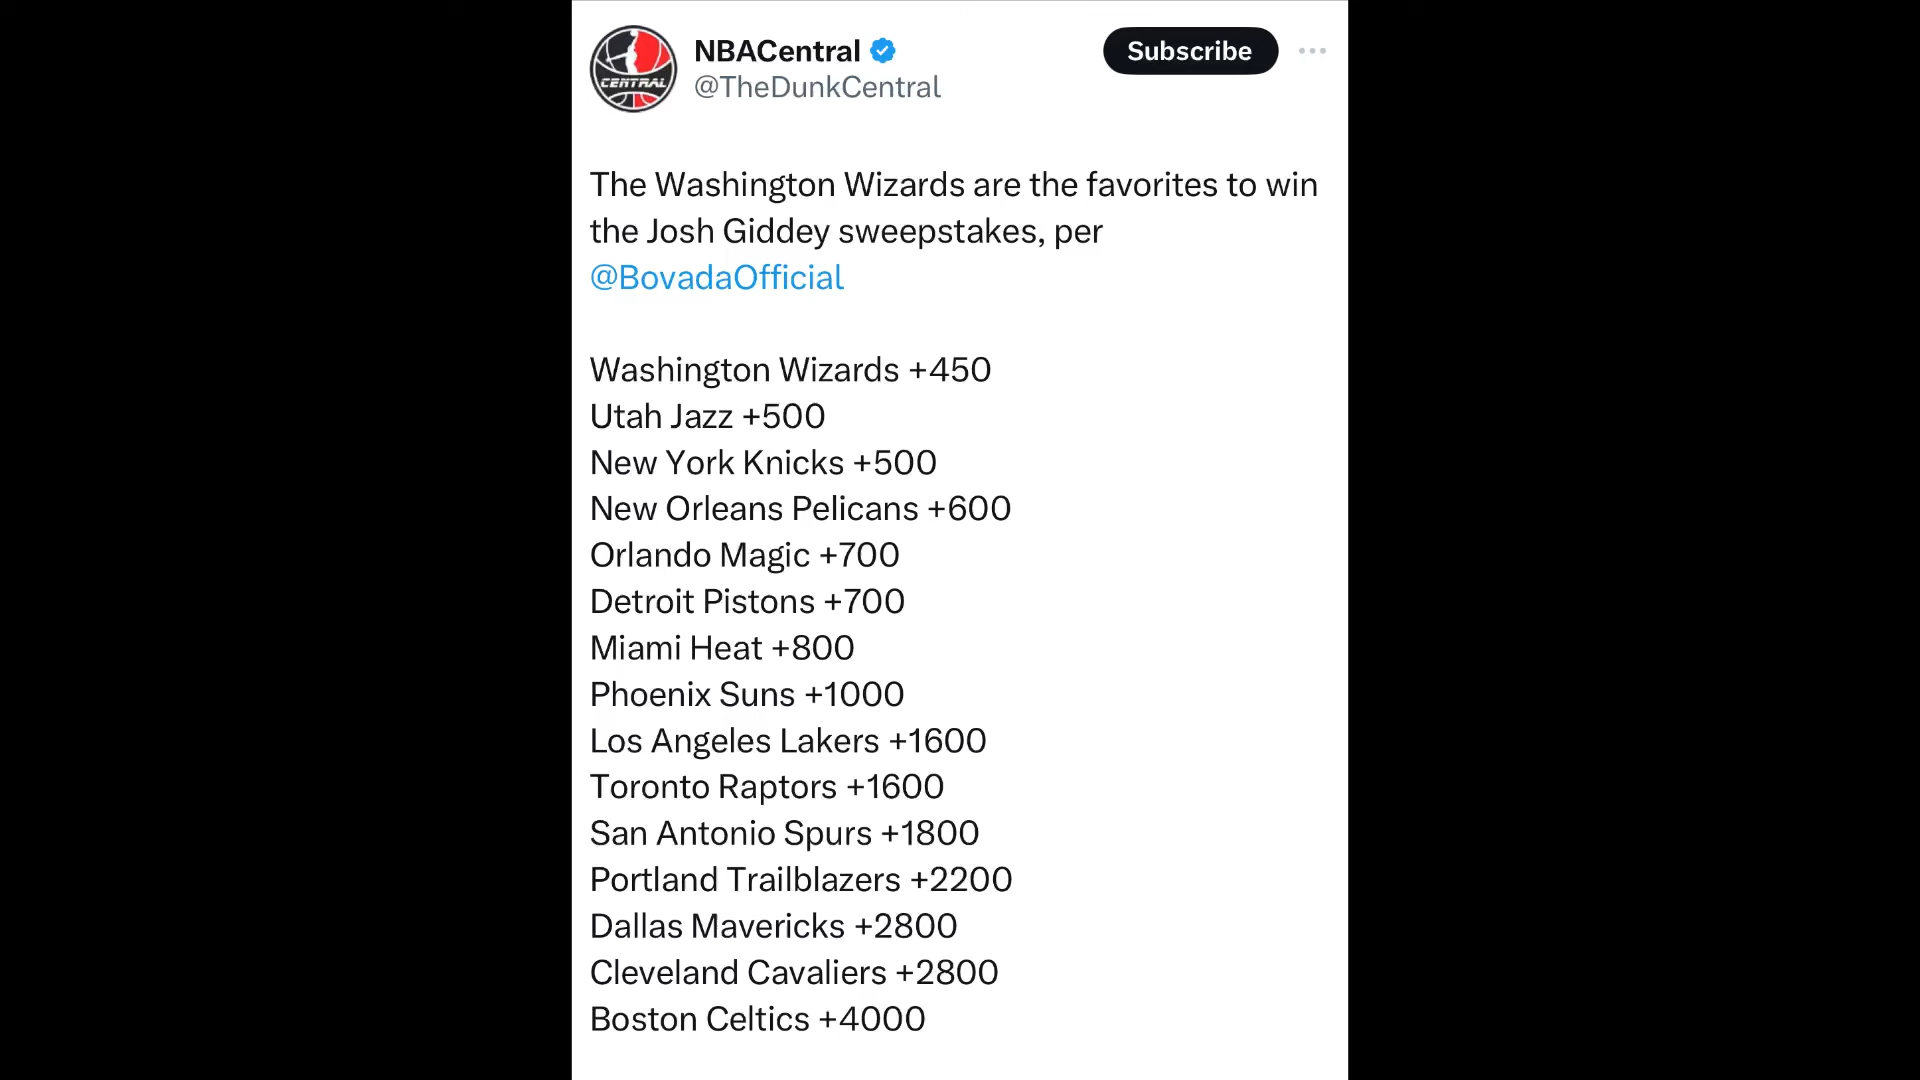 NBACentral
Subscribe
@TheDunkCentral
CENTRAL
The Washington Wizards are the favorites to win
the Josh Giddey sweepstakes, per
@BovadaOfficial
Washington Wizards +450
Utah Jazz +500
New York Knicks +500
New Orleans Pelicans +600
Orlando Magic +700
Detroit Pistons +700
Miami Heat +800
Phoenix Suns +1000
Los Angeles Lakers +1600
Toronto Raptors +1600
San Antonio Spurs +1800
Portland Trailblazers +2200
Dallas Mavericks +2800
Cleveland Cavaliers +2800
Boston Celtics +4000